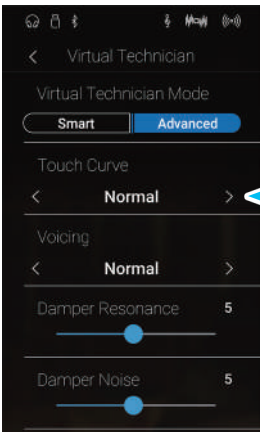 Virtual Technician
Virtual Technician Mode
Smart Advanced
Touch Curve
Normal
Voicing
Normal
Damper Resonance 5
Damper Noise 5